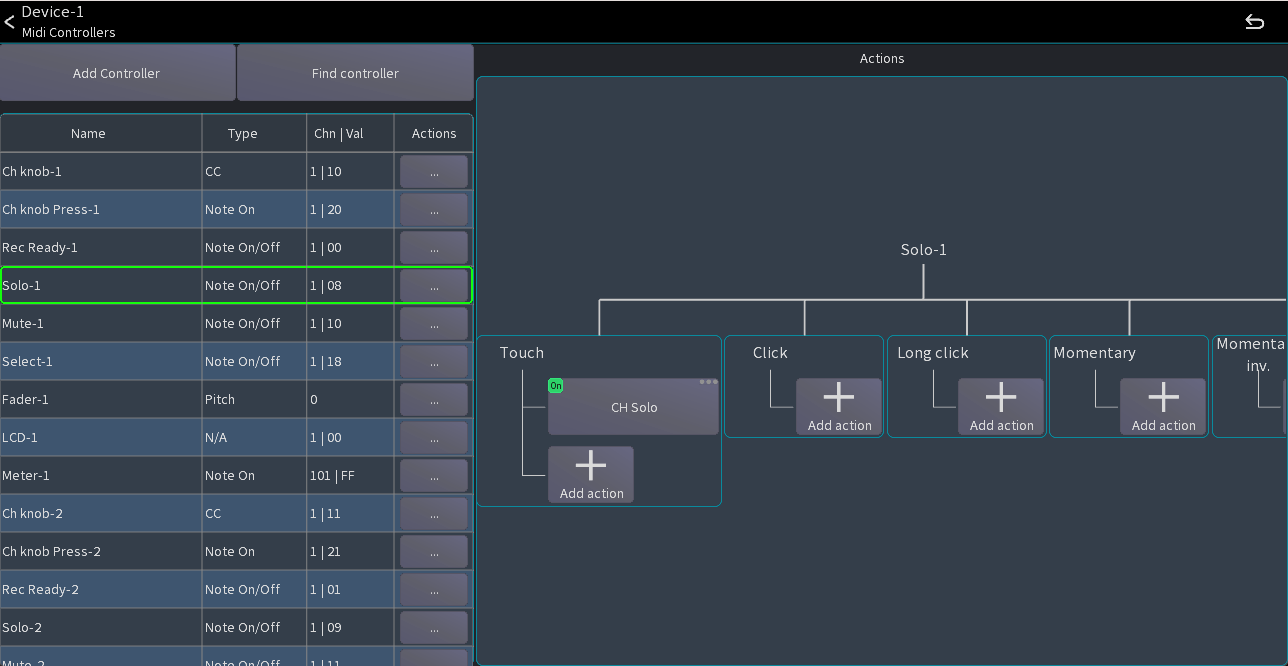 Device-1
Midi Controllers
Add Controller
Find controller
Name Type Chn | Val Actions
Ch knob-1 CC 1 | 10 ...
Ch knob Press-1 Note On 1 | 20 ...
Rec Ready-1 Note On/Off 1 | 00 ...
Solo-1 Note On/Off 1 | 08 ...
Mute-1 Note On/Off 1 | 10 ...
Select-1 Note On/Off 1 | 18 ...
Fader-1 Pitch 0 ...
LCD-1 N/A 1 | 00 ...
Meter-1 Note On 101 | FF ...
Ch knob-2 CC 1 | 11 ...
Ch knob Press-2 Note On 1 | 21 ...
Rec Ready-2 Note On/Off 1 | 01 ...
Solo-2 Note On/Off 1 | 09 ...
Mute-2 Note On/Off 1 | 11
Actions
Solo-1
Touch
On
CH Solo
Add action
Click
Add action
Long click
Add action
Momentary
Add action
Momenta
inv.